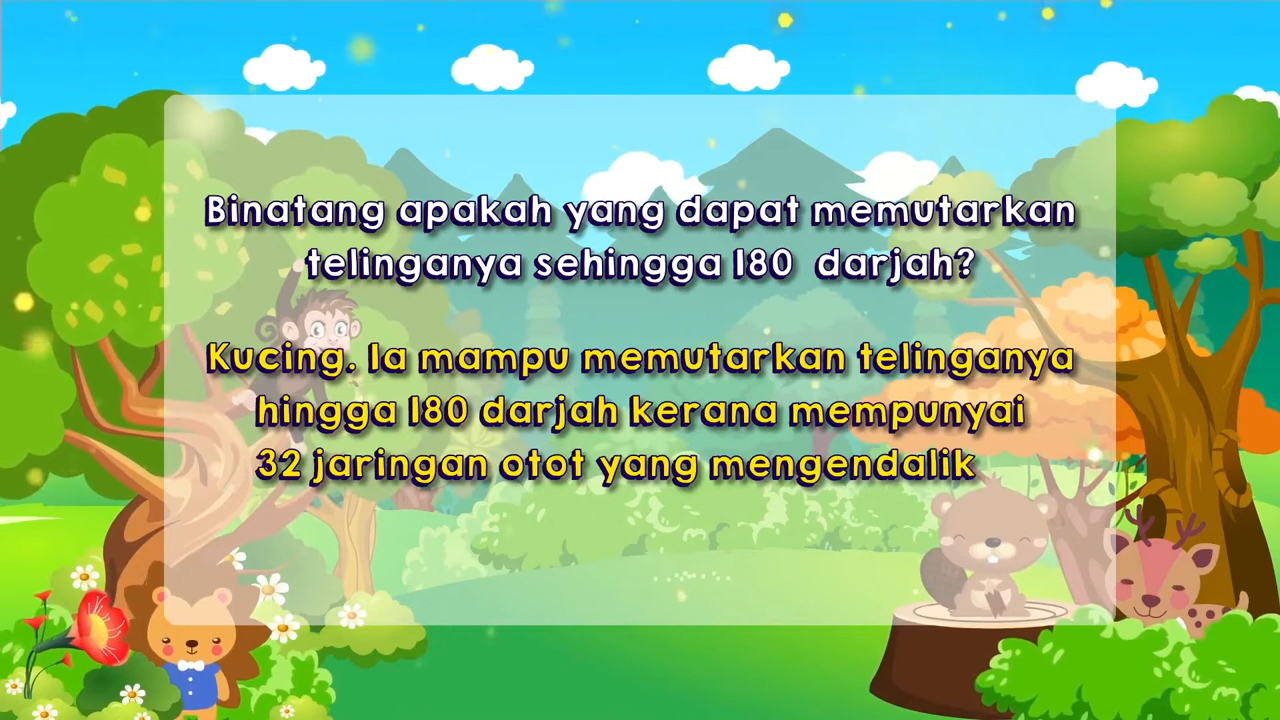 Binatang apakah yang dapat memutarkan
telinganya sehingga 180 darjah?
Kucing. Ia mampu memutarkan telinganya
hingga 180 darjah kerana mempunyai
32 jaringan otot yang mengendalik